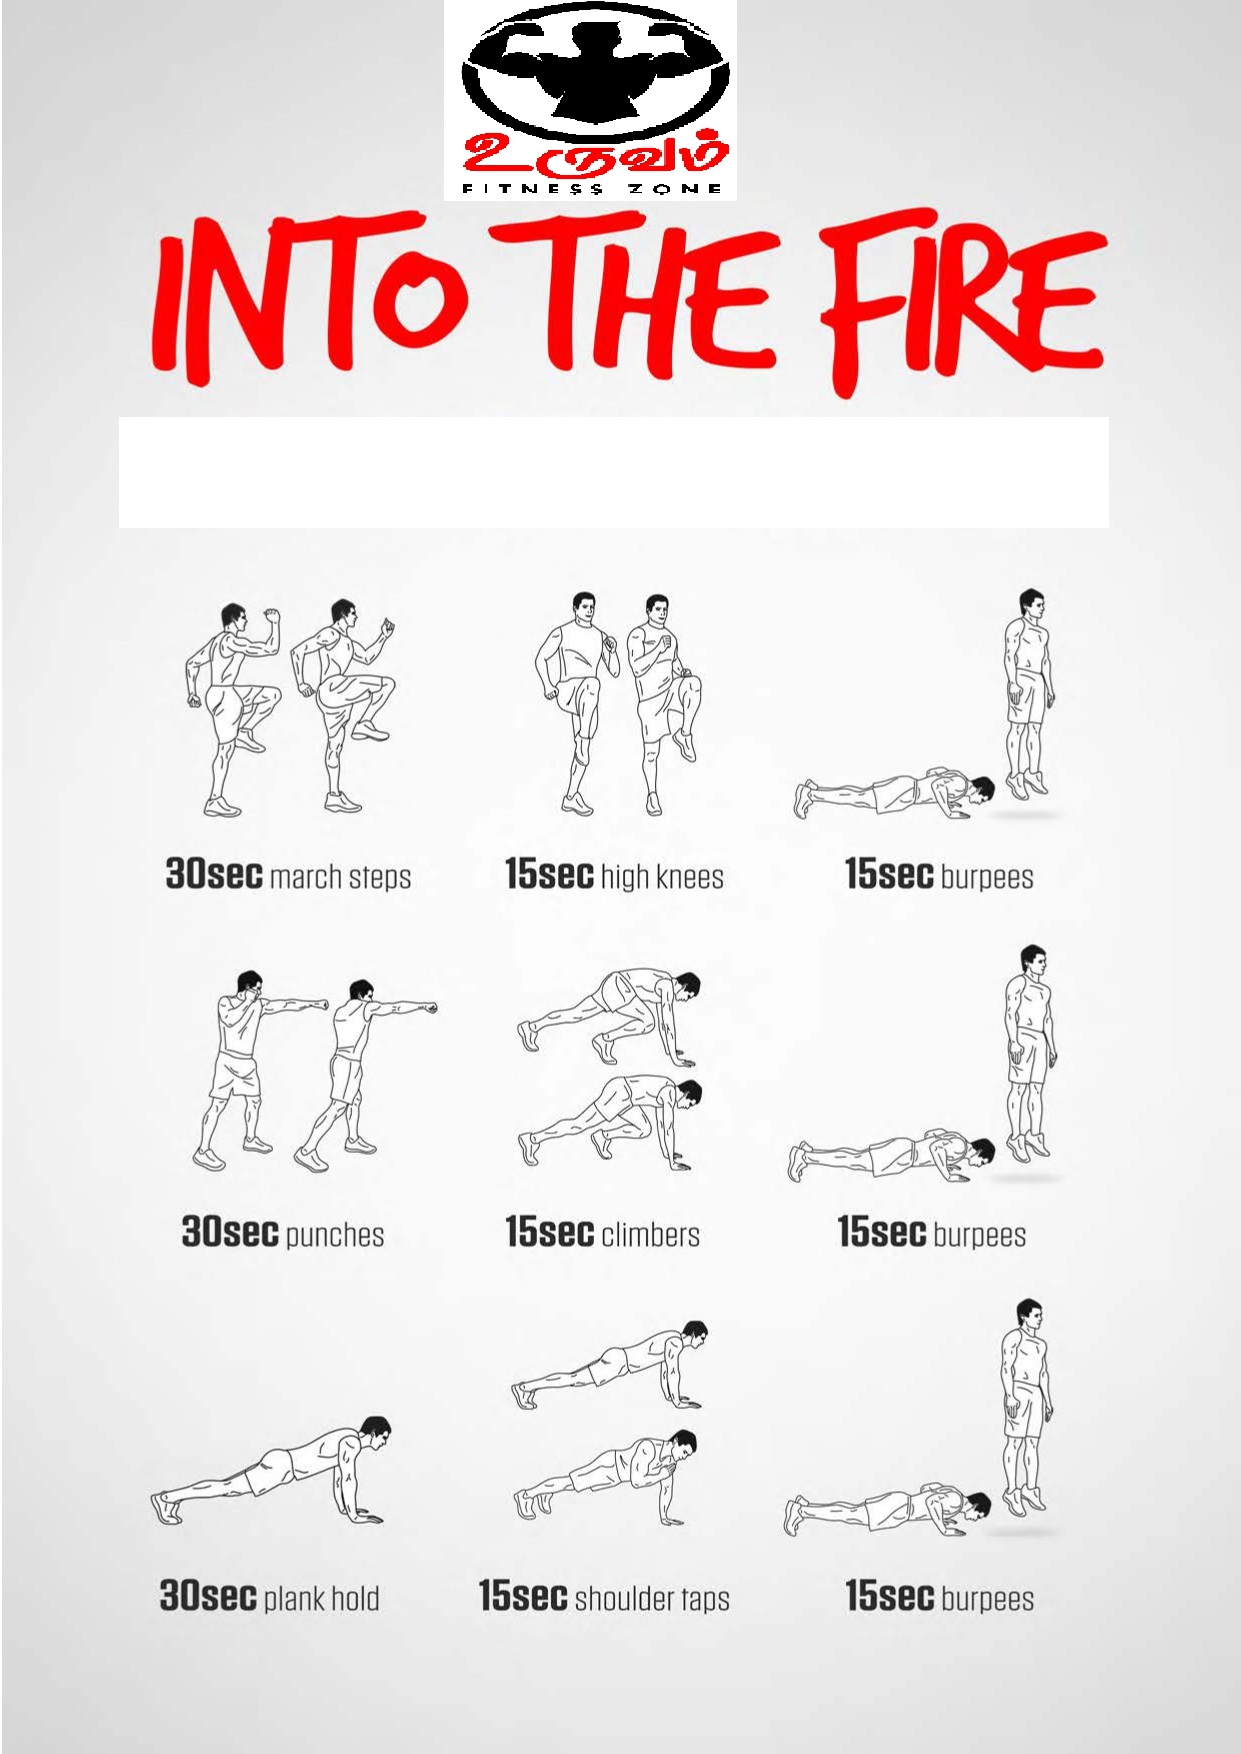 உருவம்
FITNESS ZONE
INTO THE FIRE
30sec march steps
15sec high knees
15sec burpees
30sec punches
15sec climbers
15sec burpees
30sec plank hold
15sec shoulder taps
15sec burpees